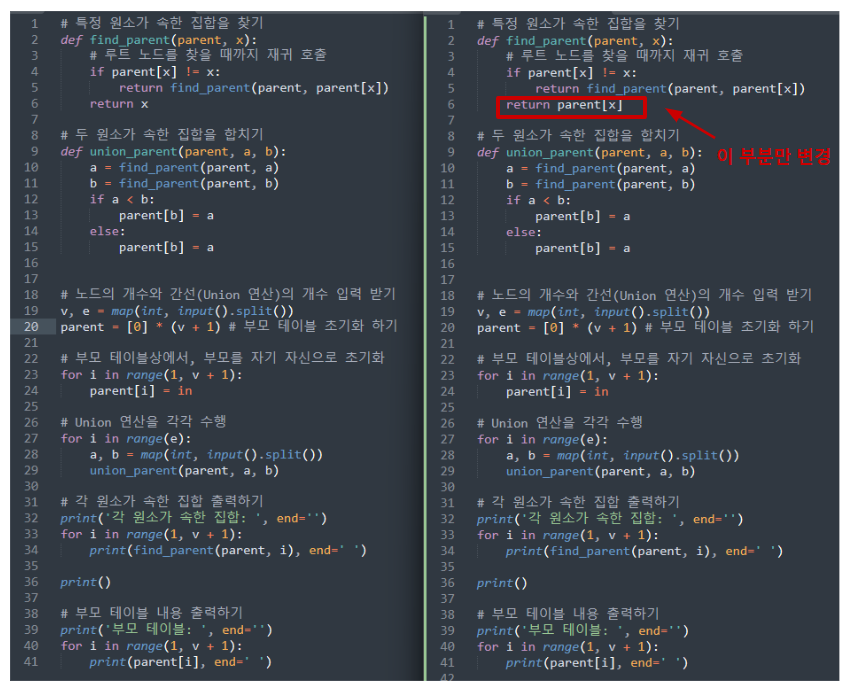 1 # 특정 원소가 속한 집합을 찾기
2 def find_parent(parent, x):
3 # 루트 노드를 찾을 때까지 재귀 호출
4 if parent[x] != x:
5 return find_parent(parent, parent[x])
6 return x
7
8 # 두 원소가 속한 집합을 합치기
9 def union_parent(parent, a, b):
10 a = find_parent(parent, a)
11 b = find_parent(parent, b)
12 if a < b:
13 parent[b] = a
14 else:
15 parent[b] = a
16
17
18 # 노드의 개수와 간선(Union 연산)의 개수 입력 받기
19 v, e = map(int, input().split())
20 parent = [0] * (v + 1) # 부모 테이블 초기화 하기
21
22 # 부모 테이블상에서, 부모를 자기 자신으로 초기화
23 for i in range(1, v + 1):
24 parent[i] = in
25
26 # Union 연산을 각각 수행
27 for i in range(e):
28 a, b = map(int, input().split())
29 union_parent(parent, a, b)
30
31 # 각 원소가 속한 집합 출력하기
32 print('각 원소가 속한 집합: ', end='')
33 for i in range(1, v + 1):
34 print(find_parent(parent, i), end=' ')
35
36 print()
37
38 # 부모 테이블 내용 출력하기
39 print('부모 테이블: ', end='')
40 for i in range(1, v + 1):
41 print(parent[i], end=' ')
1 # 특정 원소가 속한 집합을 찾기
2 def find_parent(parent, x):
3 # 루트 노드를 찾을 때까지 재귀 호출
4 if parent[x] != x:
5 return find_parent(parent, parent[x])
6 return parent[x]
7
8 # 두 원소가 속한 집합을 합치기
9 def union_parent(parent, a, b):
이 부분만 변경
10 a = find_parent(parent, a)
11 b = find_parent(parent, b)
12 if a < b:
13 parent[b] = a
14 else:
15 parent[b] = a
16
17
18 # 노드의 개수와 간선(Union 연산)의 개수 입력 받기
19 v, e = map(int, input().split())
20 parent = [0] * (v + 1) # 부모 테이블 초기화 하기
21
22 # 부모 테이블상에서, 부모를 자기 자신으로 초기화
23 for i in range(1, v + 1):
24 parent[i] = in
25
26 # Union 연산을 각각 수행
27 for i in range(e):
28 a, b = map(int, input().split())
29 union_parent(parent, a, b)
30
31 # 각 원소가 속한 집합 출력하기
32 print('각 원소가 속한 집합: ', end='')
33 for i in range(1, v + 1):
34 print(find_parent(parent, i), end=' ')
35
36 print()
37
38 # 부모 테이블 내용 출력하기
39 print('부모 테이블: ', end='')
40 for i in range(1, v + 1):
41 print(parent[i], end=' ')
42